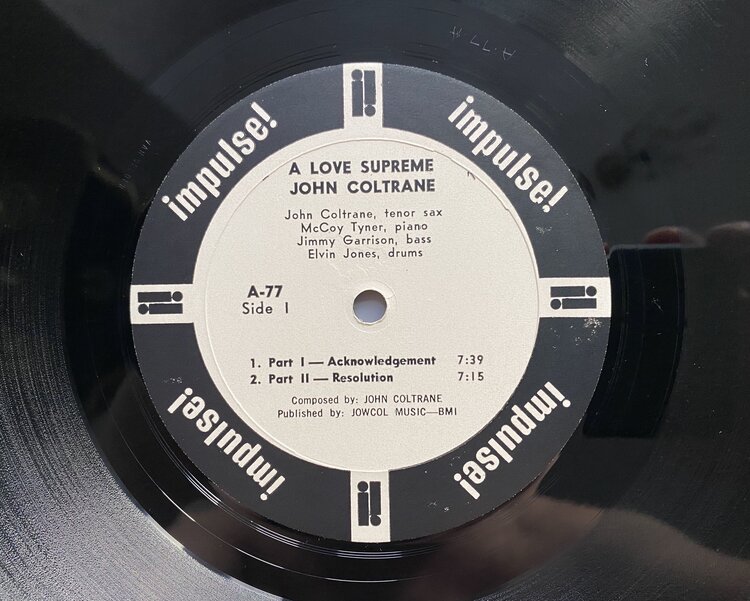 A-77 A
impulse!
impulse!
A LOVE SUPREME
JOHN COLTRANE
John Coltrane, tenor sax
McCoy Tyner, piano
Jimmy Garrison, bass
Elvin Jones, drums
A-77
Side 1
1. Part I — Acknowledgement 7:39
2. Part II — Resolution 7:15
Composed by: JOHN COLTRANE
Published by: JOWCOL MUSIC—BMI
impulse!
impulse!